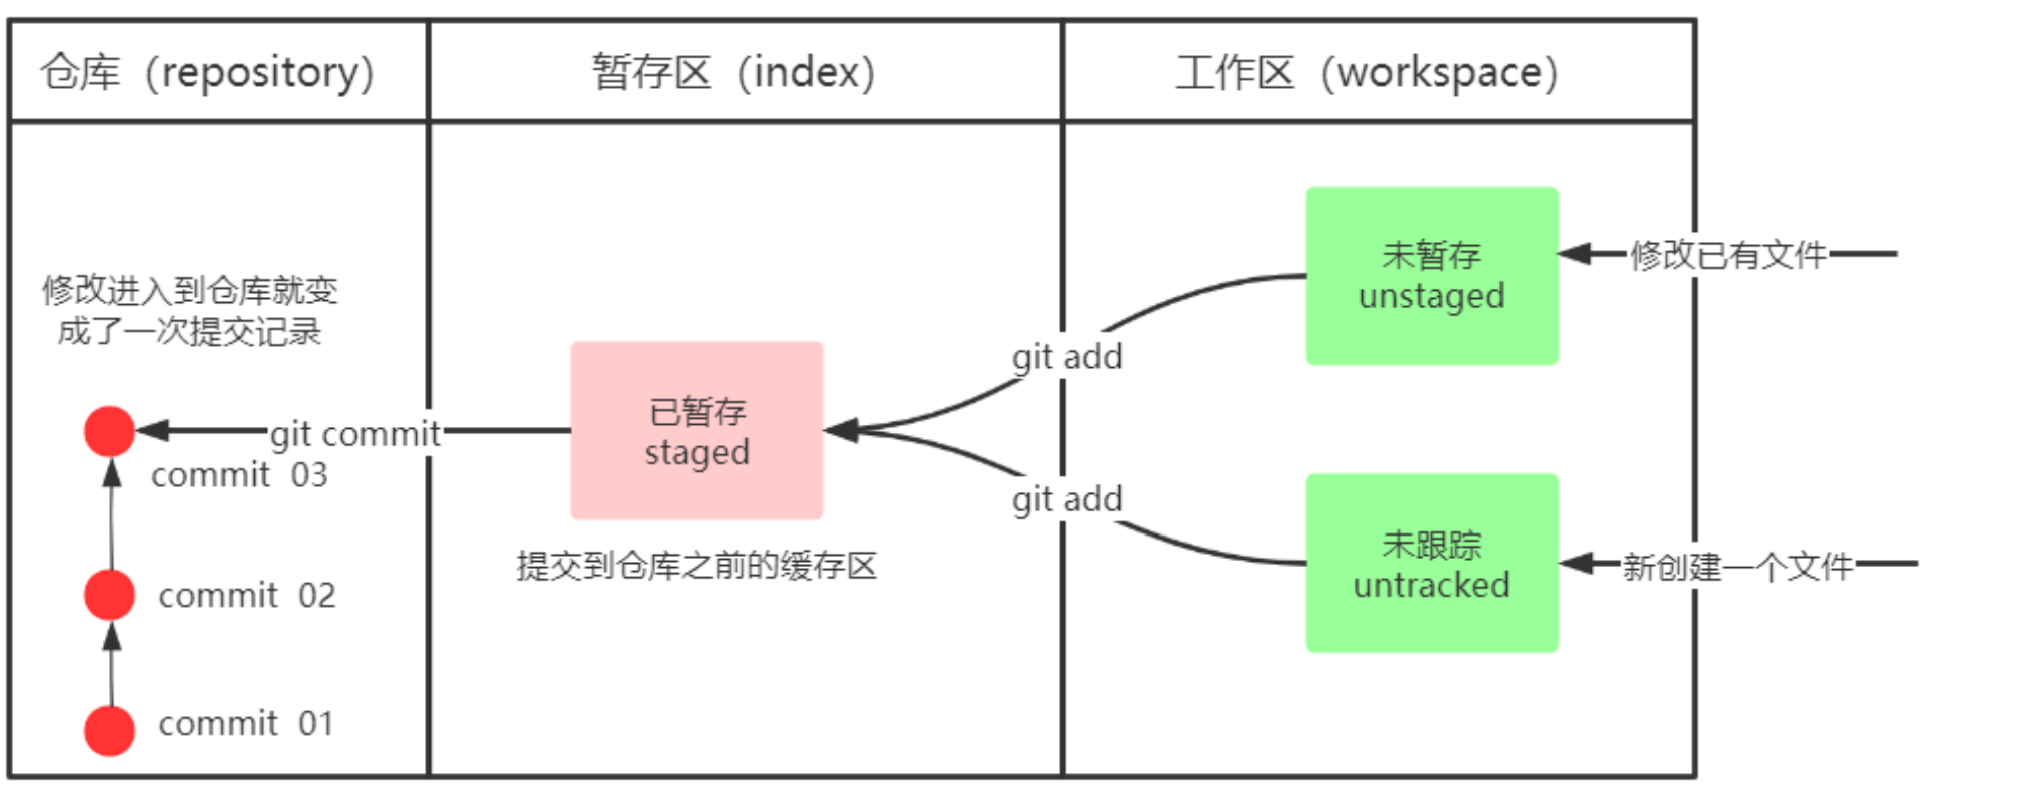 仓库（repository）
暂存区（index）
工作区（workspace）
修改进入到仓库就变
成了一次提交记录
git commit
commit 03
commit 02
commit 01
已暂存
staged
提交到仓库之前的缓存区
git add
git add
未暂存
unstaged
修改已有文件
未跟踪
untracked
新创建一个文件